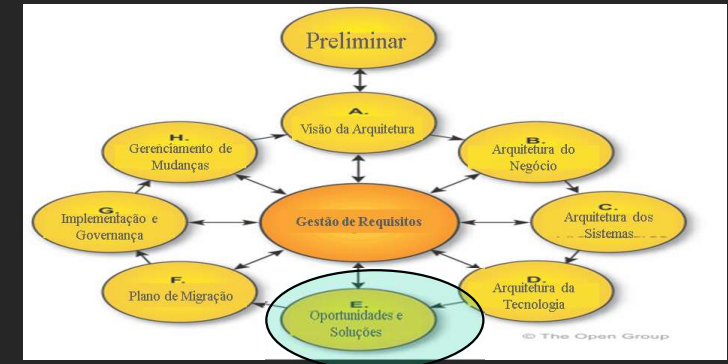 Preliminar
A.
Visão da Arquitetura
H.
Gerenciamento de
Mudanças
B.
Arquitetura do
Negócio
G.
Implementação e
Governança
Gestão de Requisitos
C.
Arquitetura dos
Sistemas
F.
Plano de Migração
E.
Oportunidades e
Soluções
D.
Arquitetura da
Tecnologia
© The Open Group